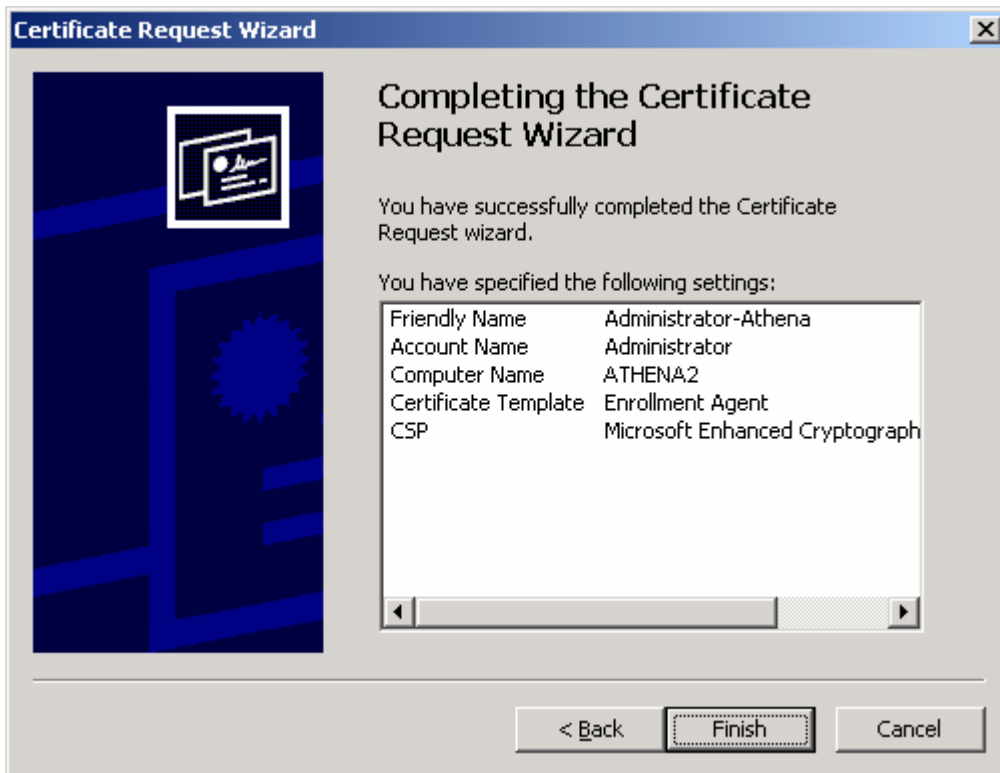 Certificate Request Wizard
Completing the Certificate
Request Wizard
You have successfully completed the Certificate
Request wizard.
You have specified the following settings:
Friendly Name Administrator-Athena
Account Name Administrator
Computer Name ATHENA2
Certificate Template Enrollment Agent
CSP Microsoft Enhanced Cryptograph
< Back Finish Cancel